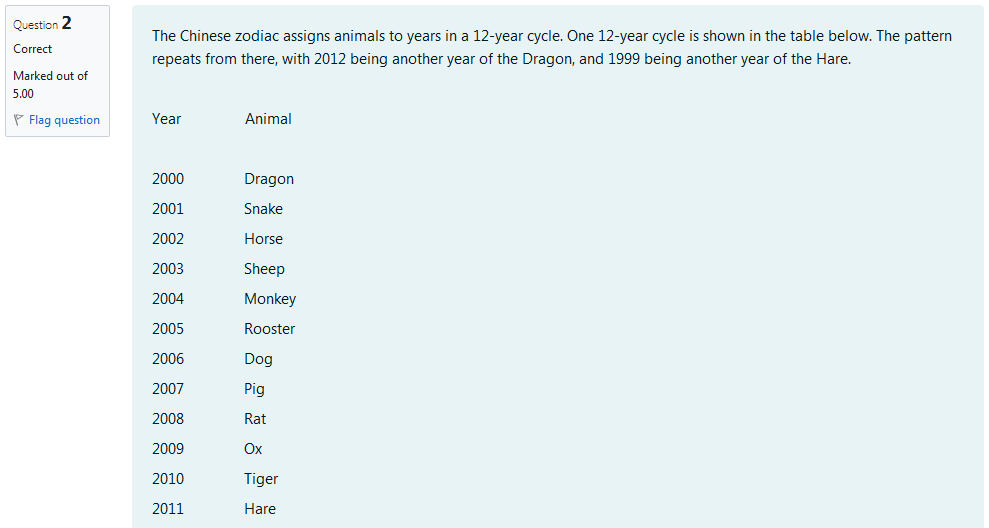 Question 2
Correct
Marked out of
5.00
Flag question
The Chinese zodiac assigns animals to years in a 12-year cycle. One 12-year cycle is shown in the table below. The pattern
repeats from there, with 2012 being another year of the Dragon, and 1999 being another year of the Hare.
Year Animal
2000 Dragon
2001 Snake
2002 Horse
2003 Sheep
2004 Monkey
2005 Rooster
2006 Dog
2007 Pig
2008 Rat
2009 Ox
2010 Tiger
2011 Hare